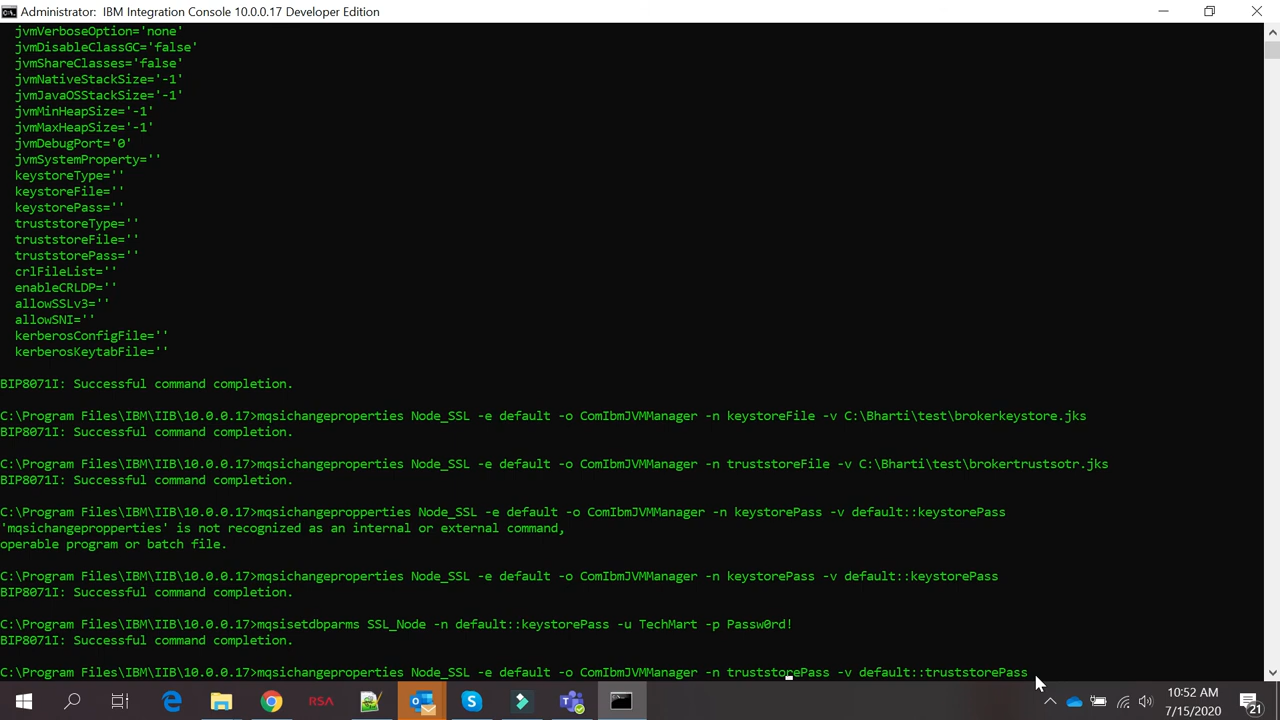 Administrator: IBM Integration Console 10.0.0.17 Developer Edition
jvmVerboseOption='none'
jvmDisableClassGC='false'
jvmShareClasses='false'
jvmNativeStackSize='-1'
jvmJavaOSStackSize='-1'
jvmMinHeapSize='-1'
jvmMaxHeapSize='-1'
jvmDebugPort='0'
jvmSystemProperty=''
keystoreType=''
keystoreFile=''
keystorePass=''
truststoreType=''
truststoreFile=''
truststorePass=''
crlFileList=''
enableCRLDP=''
allowSSLv3=''
allowSNI=''
kerberosConfigFile=''
kerberosKeytabFile=''
BIP8071I: Successful command completion.
C:\Program Files\IBM\IIB\10.0.0.17>mqsichangeproperties Node_SSL -e default -o ComIbmJVMManager -n keystoreFile -v C:\Bharti\test\brokerkeystore.jks
BIP8071I: Successful command completion.
C:\Program Files\IBM\IIB\10.0.0.17>mqsichangeproperties Node_SSL -e default -o ComIbmJVMManager -n truststoreFile -v C:\Bharti\test\brokertrustsotr.jks
BIP8071I: Successful command completion.
C:\Program Files\IBM\IIB\10.0.0.17>mqsichangepropperties Node_SSL -e default -o ComIbmJVMManager -n keystorePass -v default::keystorePass
'mqsichangepropperties' is not recognized as an internal or external command,
operable program or batch file.
C:\Program Files\IBM\IIB\10.0.0.17>mqsichangeproperties Node_SSL -e default -o ComIbmJVMManager -n keystorePass -v default::keystorePass
BIP8071I: Successful command completion.
C:\Program Files\IBM\IIB\10.0.0.17>mqsisetdbparms SSL_Node -n default::keystorePass -u TechMart -p Passw0rd!
BIP8071I: Successful command completion.
C:\Program Files\IBM\IIB\10.0.0.17>mqsichangeproperties Node_SSL -e default -o ComIbmJVMManager -n truststorePass -v default::truststorePass
RSA
10:52 AM
7/15/2020
21